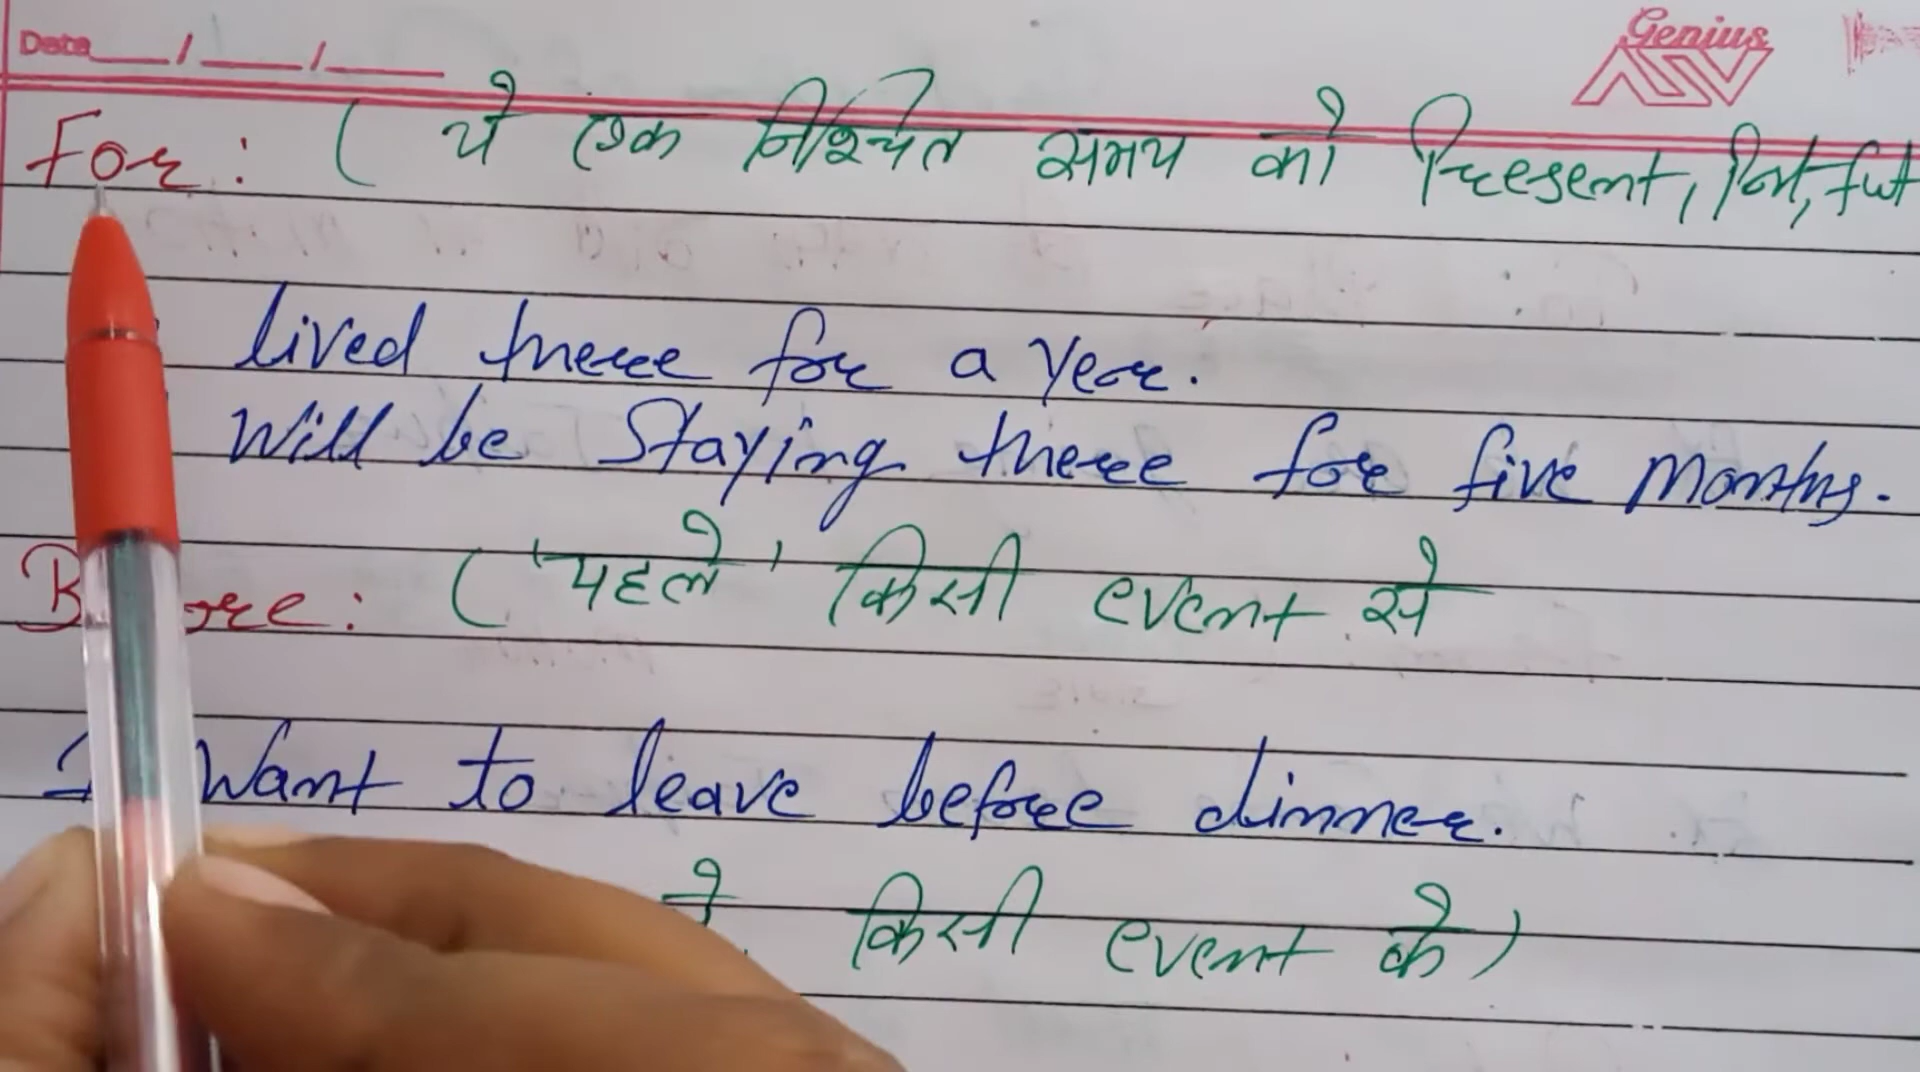 Date / /
Genius
For: ( ये एक निश्चित समय को Present, Past, fut
lived there for a Year.
Will be Staying there for five Months.
B ore: ( 'पहले' किसी event से
I Want to leave before dinner.
किसी event के )